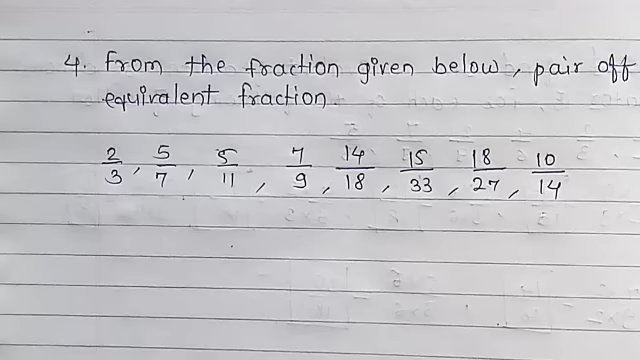 4. From the fraction given below, pair off
equivalent fraction.
2/3, 5/7, 5/11, 7/9, 14/18, 15/33, 18/27, 10/14